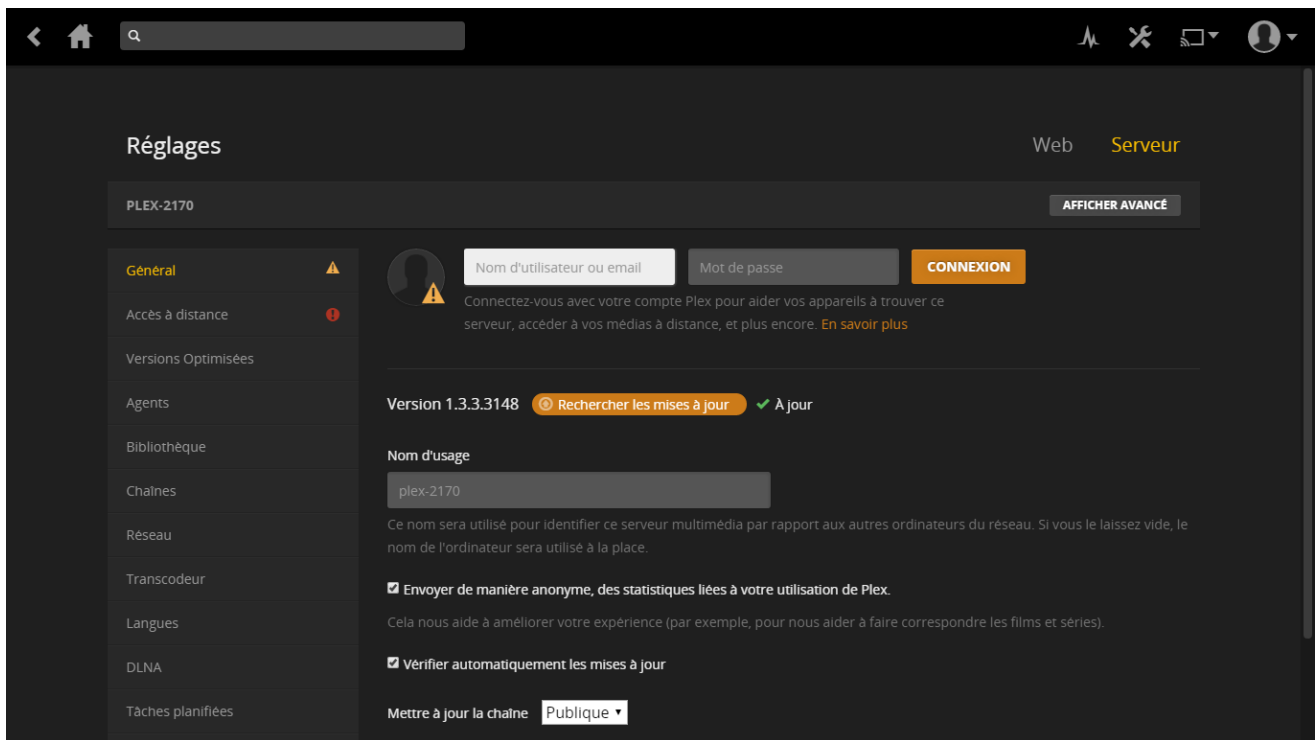 Réglages
Web
Serveur
PLEX-2170
AFFICHER AVANCÉ
Général
Accès à distance
Versions Optimisées
Agents
Bibliothèque
Chaînes
Réseau
Transcodeur
Langues
DLNA
Tâches planifiées
Nom d'utilisateur ou email
Mot de passe
CONNEXION
Connectez-vous avec votre compte Plex pour aider vos appareils à trouver ce
serveur, accéder à vos médias à distance, et plus encore. En savoir plus
Version 1.3.3.3148
Rechercher les mises à jour
À jour
Nom d'usage
plex-2170
Ce nom sera utilisé pour identifier ce serveur multimédia par rapport aux autres ordinateurs du réseau. Si vous le laissez vide, le
nom de l'ordinateur sera utilisé à la place.
Envoyer de manière anonyme, des statistiques liées à votre utilisation de Plex.
Cela nous aide à améliorer votre expérience (par exemple, pour nous aider à faire correspondre les films et séries).
Vérifier automatiquement les mises à jour
Mettre à jour la chaîne
Publique